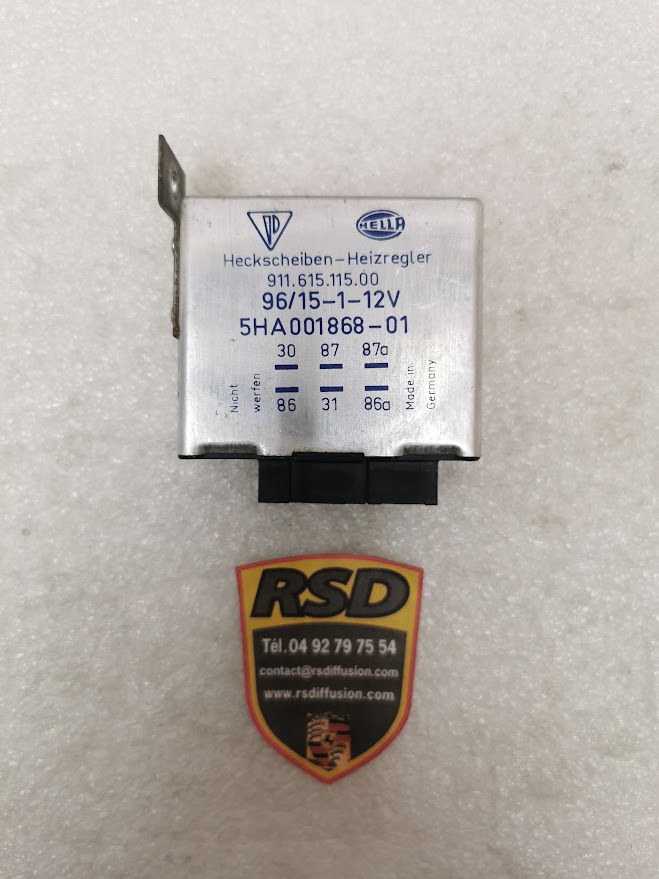 HELLA
Heckscheiben-Heizregler
911.615.115.00
96/15-1-12V
5HA001868-01
30 87 87a
86 31 86a
Nicht
werfen
Made in
Germany
RSD
Tél.04 92 79 75 54
contact@rsdiffusion.com
www.rsdiffusion.com